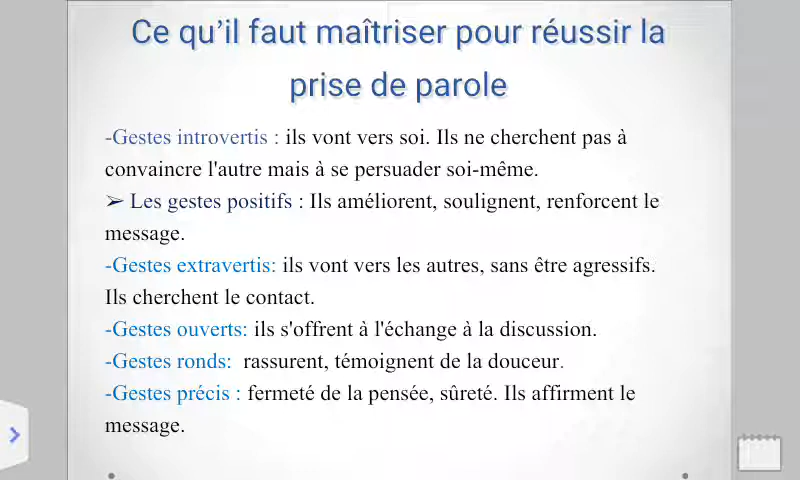 Ce qu’il faut maîtriser pour réussir la
prise de parole
-Gestes introvertis : ils vont vers soi. Ils ne cherchent pas à
convaincre l'autre mais à se persuader soi-même.
➢ Les gestes positifs : Ils améliorent, soulignent, renforcent le
message.
-Gestes extravertis: ils vont vers les autres, sans être agressifs.
Ils cherchent le contact.
-Gestes ouverts: ils s'offrent à l'échange à la discussion.
-Gestes ronds:  rassurent, témoignent de la douceur.
-Gestes précis : fermeté de la pensée, sûreté. Ils affirment le
message.